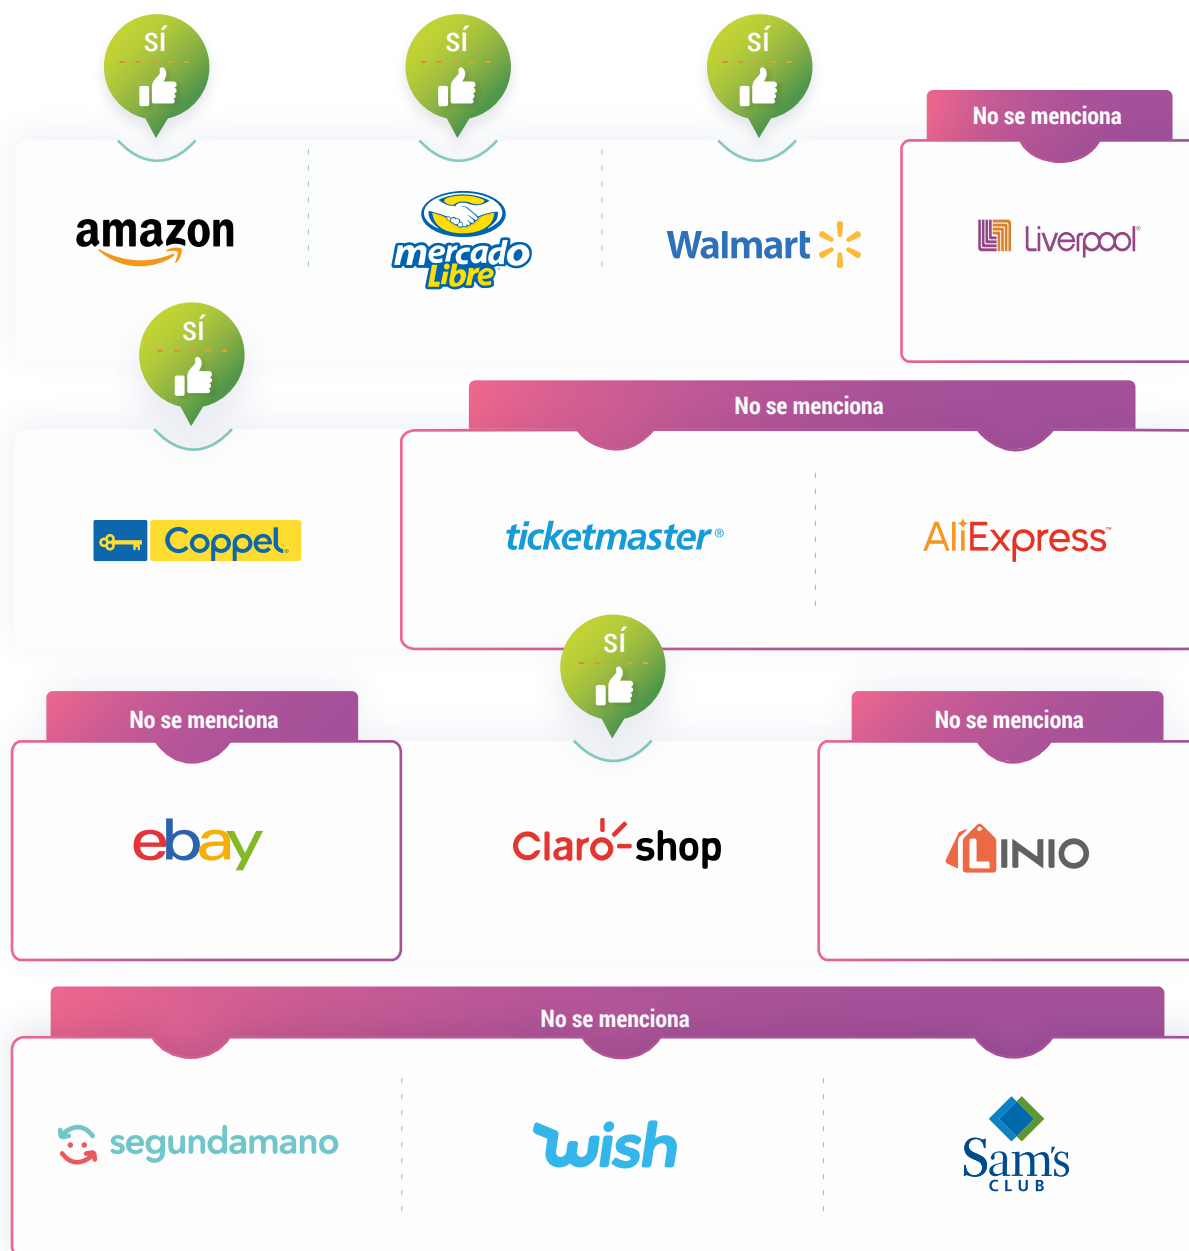 SÍ
SÍ
SÍ
No se menciona
amazon
mercado
Libre
Walmart
Liverpool®
SÍ
No se menciona
Coppel
ticketmaster®
AliExpress™
SÍ
No se menciona
No se menciona
ebay
Claro shop
LINIO
No se menciona
segundamano
wish
Sam's
CLUB